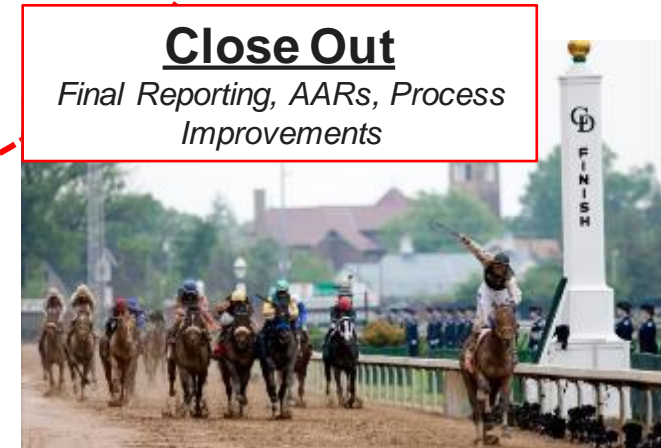 Close Out
Final Reporting, AARs, Process
Improvements
CD
FINISH